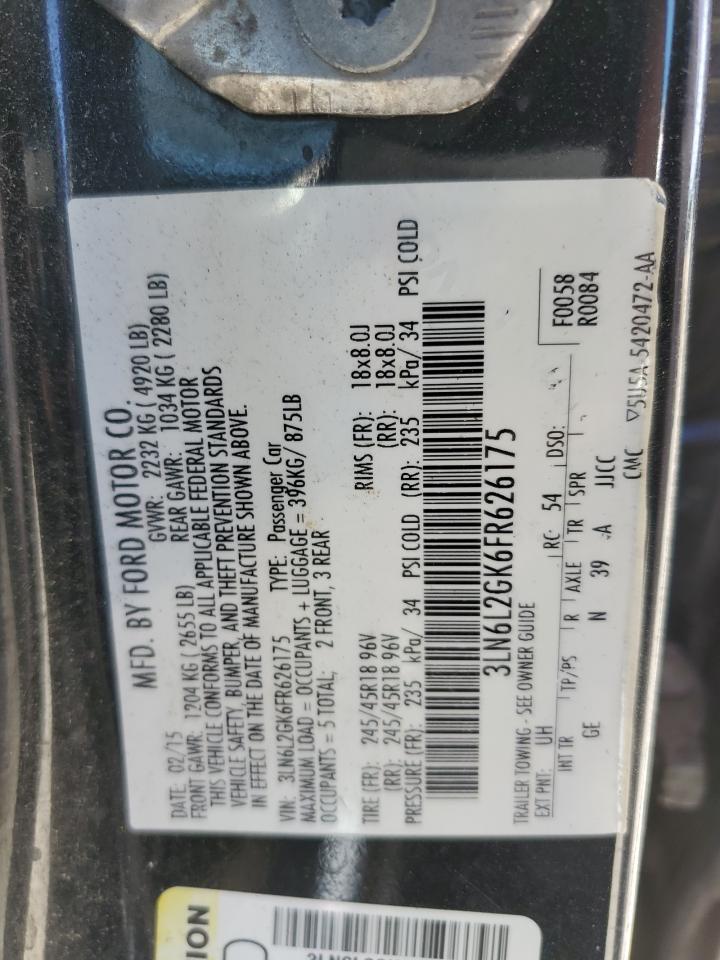 MFD. BY FORD MOTOR CO.
DATE: 02/15 GVWR: 2232 KG ( 4920 LB)
FRONT GAWR: 1204 KG ( 2655 LB) REAR GAWR: 1034 KG ( 2280 LB)
THIS VEHICLE CONFORMS TO ALL APPLICABLE FEDERAL MOTOR
VEHICLE SAFETY, BUMPER, AND THEFT PREVENTION STANDARDS
IN EFFECT ON THE DATE OF MANUFACTURE SHOWN ABOVE.
VIN: 3LN6L2GK6FR626175 TYPE: Passenger Car
MAXIMUM LOAD = OCCUPANTS + LUGGAGE = 396KG/ 875LB
OCCUPANTS = 5 TOTAL; 2 FRONT, 3 REAR
TIRE (FR): 245/45R18 96V RIMS (FR): 18x8.0J
(RR): 245/45R18 96V (RR): 18x8.0J
PRESSURE (FR): 235 kPa/ 34 PSI COLD (RR): 235 kPa/ 34 PSI COLD
3LN6L2GK6FR626175
TRAILER TOWING - SEE OWNER GUIDE
EXT PNT: UH RC: 54 DSO: F0058
R0084
INT TR TP/PS R AXLE TR SPR
GE N 39 A JJCC
CMC ▽5U5A-5420472-AA
ION